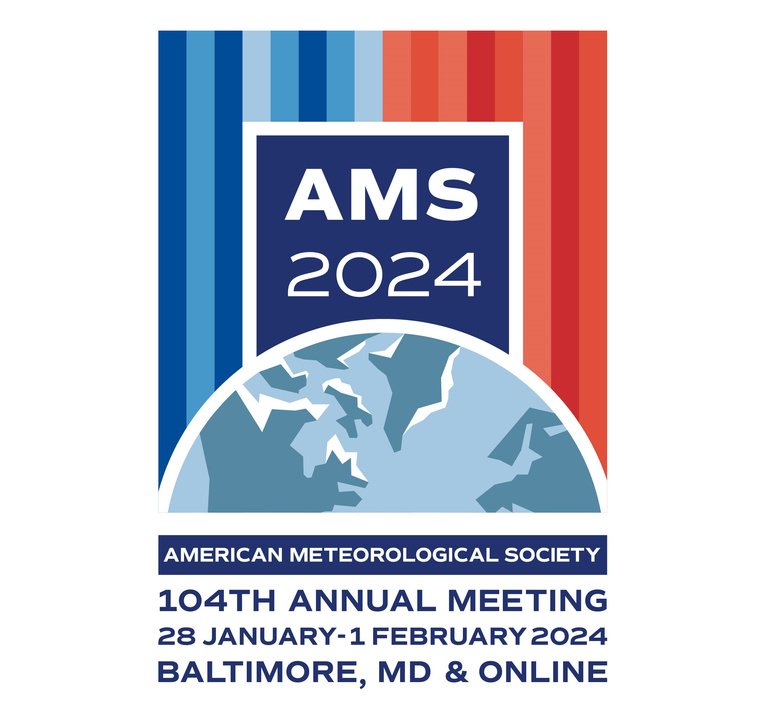 AMS
2024
AMERICAN METEOROLOGICAL SOCIETY
104TH ANNUAL MEETING
28 JANUARY-1 FEBRUARY 2024
BALTIMORE, MD & ONLINE